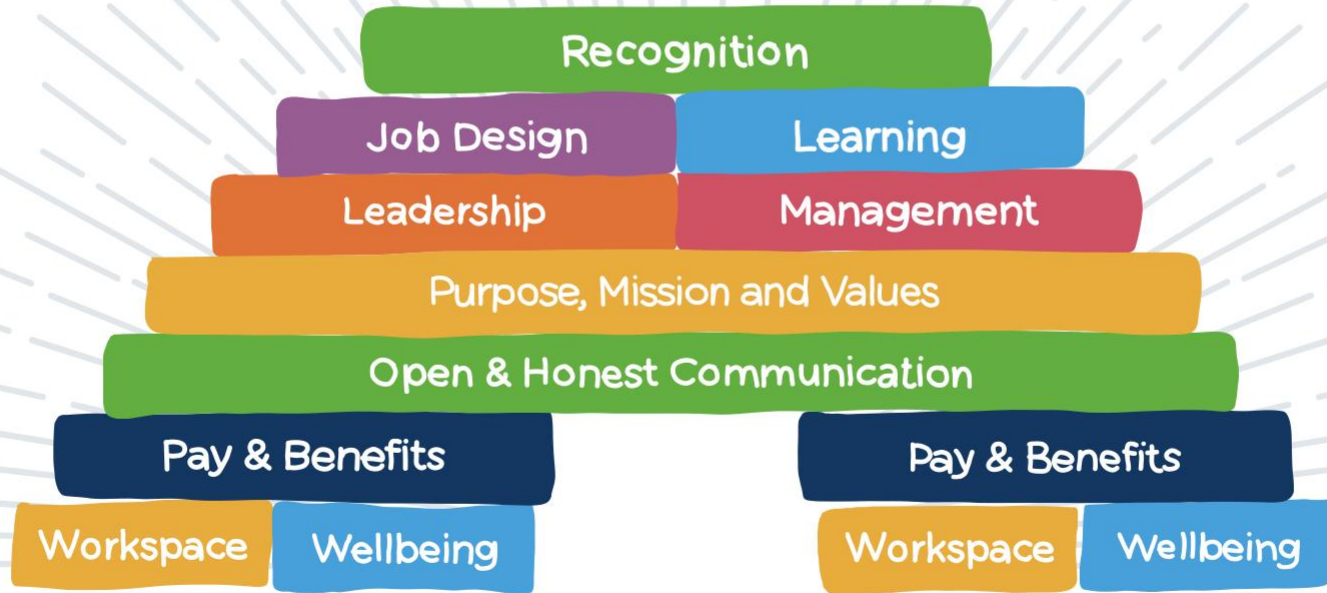 Recognition
Job Design Learning
Leadership Management
Purpose, Mission and Values
Open & Honest Communication
Pay & Benefits Pay & Benefits
Workspace Wellbeing Workspace Wellbeing